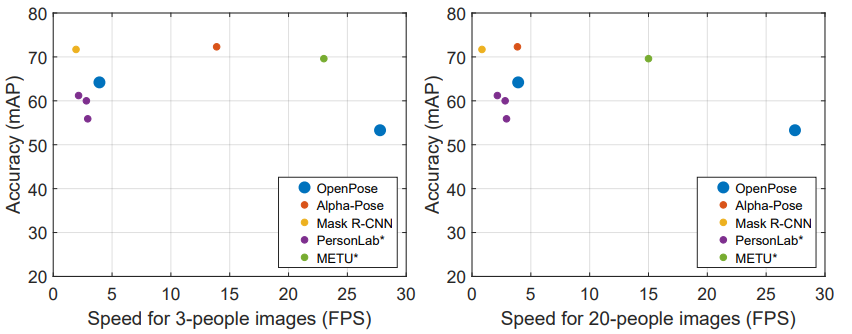 80
70
60
50
40
30
20
Accuracy (mAP)
0 5 10 15 20 25 30
Speed for 3-people images (FPS)
OpenPose
Alpha-Pose
Mask R-CNN
PersonLab*
METU*
80
70
60
50
40
30
20
Accuracy (mAP)
0 5 10 15 20 25 30
Speed for 20-people images (FPS)
OpenPose
Alpha-Pose
Mask R-CNN
PersonLab*
METU*